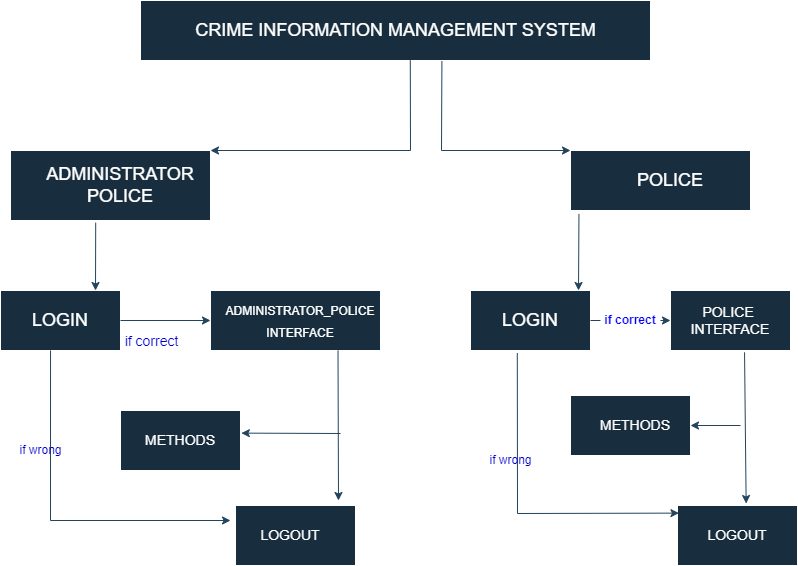 CRIME INFORMATION MANAGEMENT SYSTEM
ADMINISTRATOR
POLICE
POLICE
LOGIN
if correct
ADMINISTRATOR_POLICE
INTERFACE
LOGIN
if correct
POLICE
INTERFACE
METHODS
METHODS
if wrong
if wrong
LOGOUT
LOGOUT